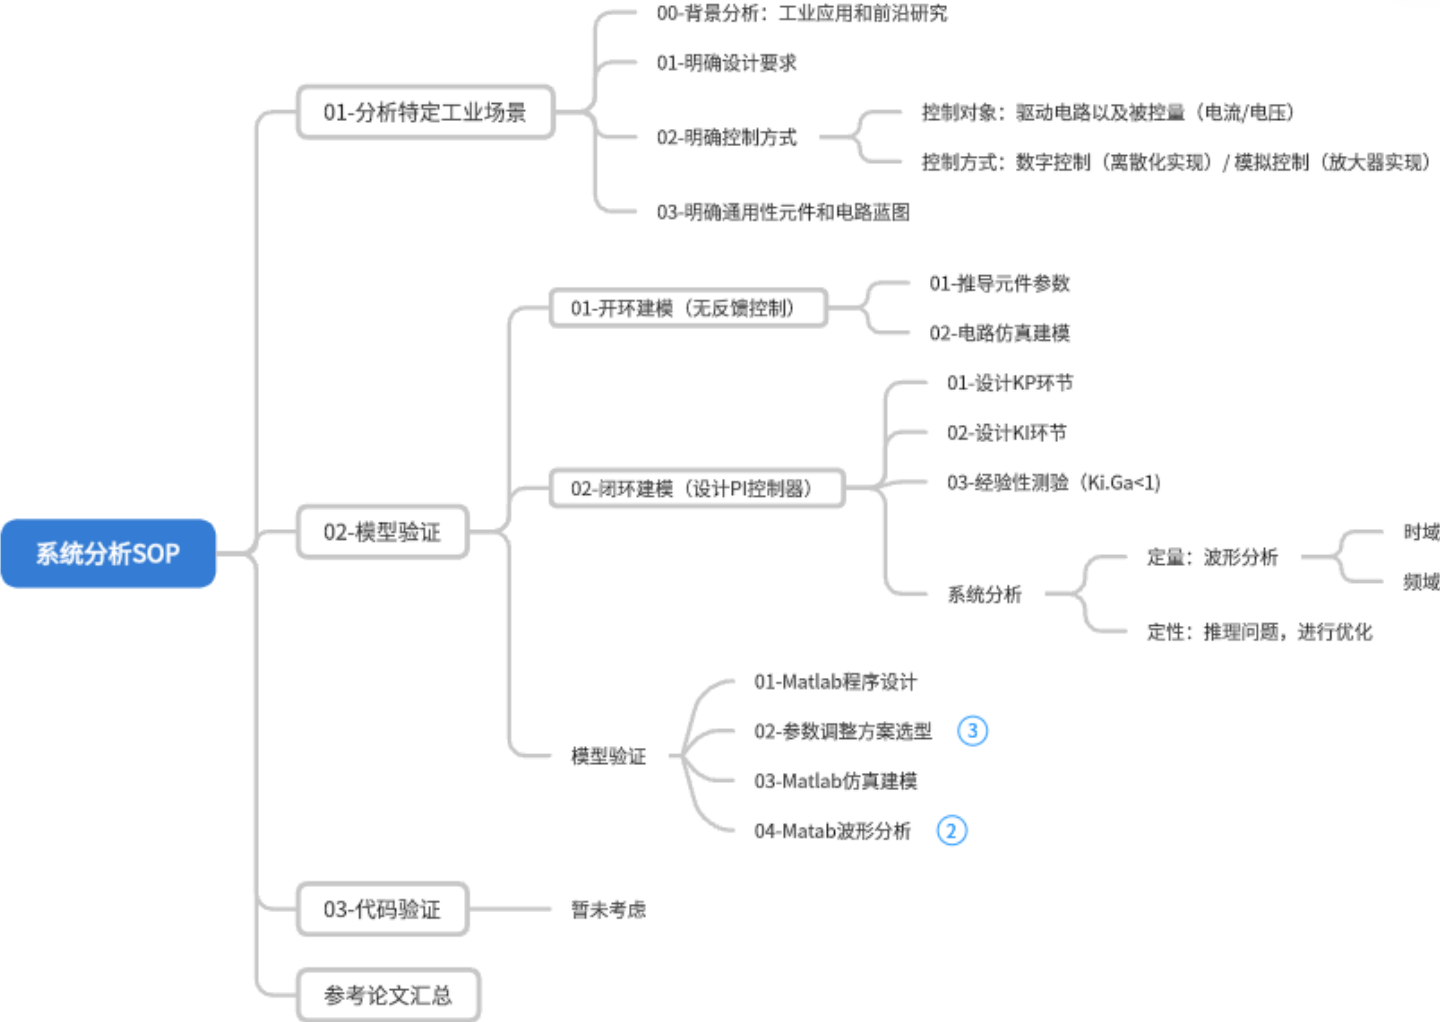 00-背景分析：工业应用和前沿研究
01-明确设计要求
01-分析特定工业场景
02-明确控制方式
控制对象：驱动电路以及被控量（电流/电压）
控制方式：数字控制（离散化实现）/ 模拟控制（放大器实现）
03-明确通用性元件和电路蓝图
01-开环建模（无反馈控制）
01-推导元件参数
02-电路仿真建模
01-设计KP环节
02-设计KI环节
02-闭环建模（设计PI控制器）
03-经验性测验（Ki.Ga<1)
系统分析SOP
02-模型验证
系统分析
定量：波形分析
时域
频域
定性：推理问题，进行优化
模型验证
01-Matlab程序设计
02-参数调整方案选型 3
03-Matlab仿真建模
04-Matab波形分析 2
03-代码验证
暂未考虑
参考论文汇总